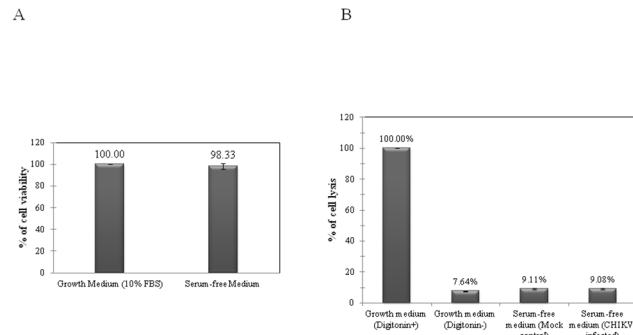 A
B
% of cell viability
120
100
80
60
40
20
0
100.00
98.33
Growth Medium (10% FBS)
Serum-free Medium
% of cell lysis
120
100
80
60
40
20
0
100.00%
7.64%
9.11%
9.08%
Growth medium
(Digitonin+)
Growth medium
(Digitonin-)
Serum-free
medium (Mock
control)
Serum-free
medium (CHIKV
infected)